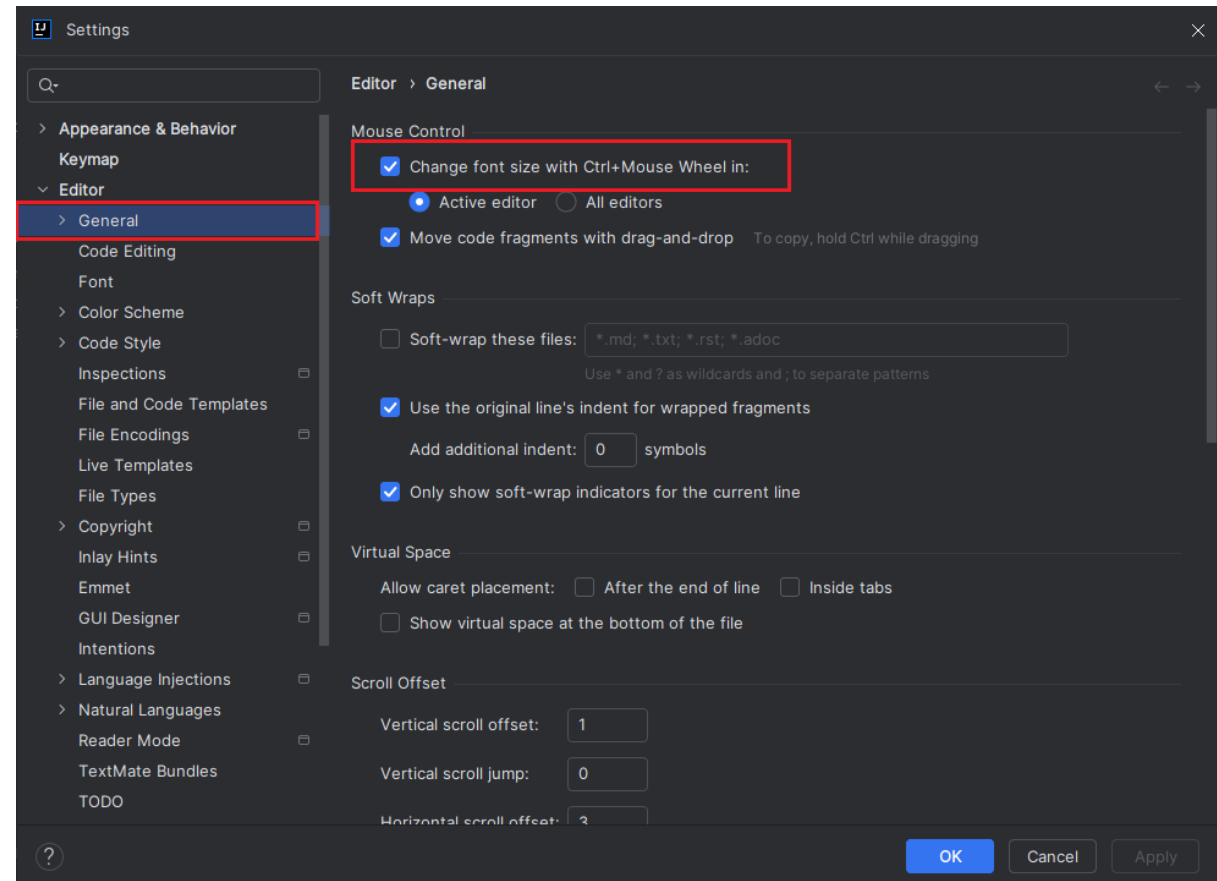 IJ Settings
Appearance & Behavior
Keymap
Editor
General
Code Editing
Font
Color Scheme
Code Style
Inspections
File and Code Templates
File Encodings
Live Templates
File Types
Copyright
Inlay Hints
Emmet
GUI Designer
Intentions
Language Injections
Natural Languages
Reader Mode
TextMate Bundles
TODO
Editor › General
Mouse Control
Change font size with Ctrl+Mouse Wheel in:
Active editor All editors
Move code fragments with drag-and-drop To copy, hold Ctrl while dragging
Soft Wraps
Soft-wrap these files: *.md; *.txt; *.rst; *.adoc
Use * and ? as wildcards and ; to separate patterns
Use the original line's indent for wrapped fragments
Add additional indent: 0 symbols
Only show soft-wrap indicators for the current line
Virtual Space
Allow caret placement: After the end of line Inside tabs
Show virtual space at the bottom of the file
Scroll Offset
Vertical scroll offset: 1
Vertical scroll jump: 0
Horizontal scroll offset: 3
? OK Cancel Apply